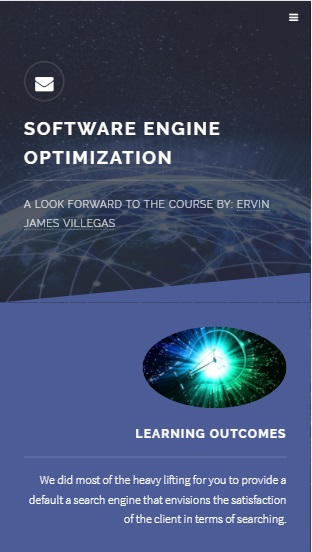 SOFTWARE ENGINE
OPTIMIZATION
A LOOK FORWARD TO THE COURSE BY: ERVIN
JAMES VILLEGAS
LEARNING OUTCOMES
We did most of the heavy lifting for you to provide a
default a search engine that envisions the satisfaction
of the client in terms of searching.